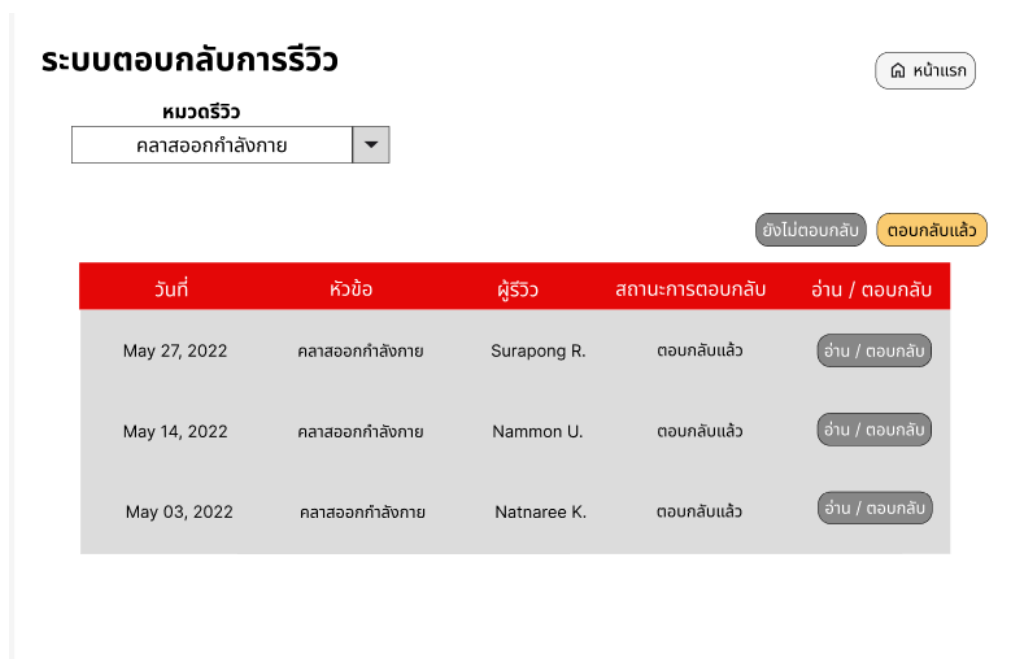 ระบบตอบกลับการรีวิว
หน้าแรก
หมวดรีวิว
คลาสออกกำลังกาย
ยังไม่ตอบกลับ ตอบกลับแล้ว
วันที่ หัวข้อ ผู้รีวิว สถานะการตอบกลับ อ่าน / ตอบกลับ
May 27, 2022 คลาสออกกำลังกาย Surapong R. ตอบกลับแล้ว อ่าน / ตอบกลับ
May 14, 2022 คลาสออกกำลังกาย Nammon U. ตอบกลับแล้ว อ่าน / ตอบกลับ
May 03, 2022 คลาสออกกำลังกาย Natnaree K. ตอบกลับแล้ว อ่าน / ตอบกลับ